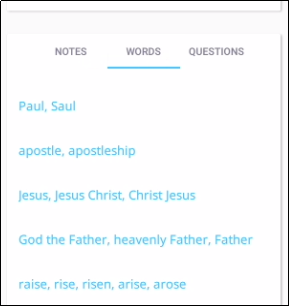 NOTES WORDS QUESTIONS
Paul, Saul
apostle, apostleship
Jesus, Jesus Christ, Christ Jesus
God the Father, heavenly Father, Father
raise, rise, risen, arise, arose